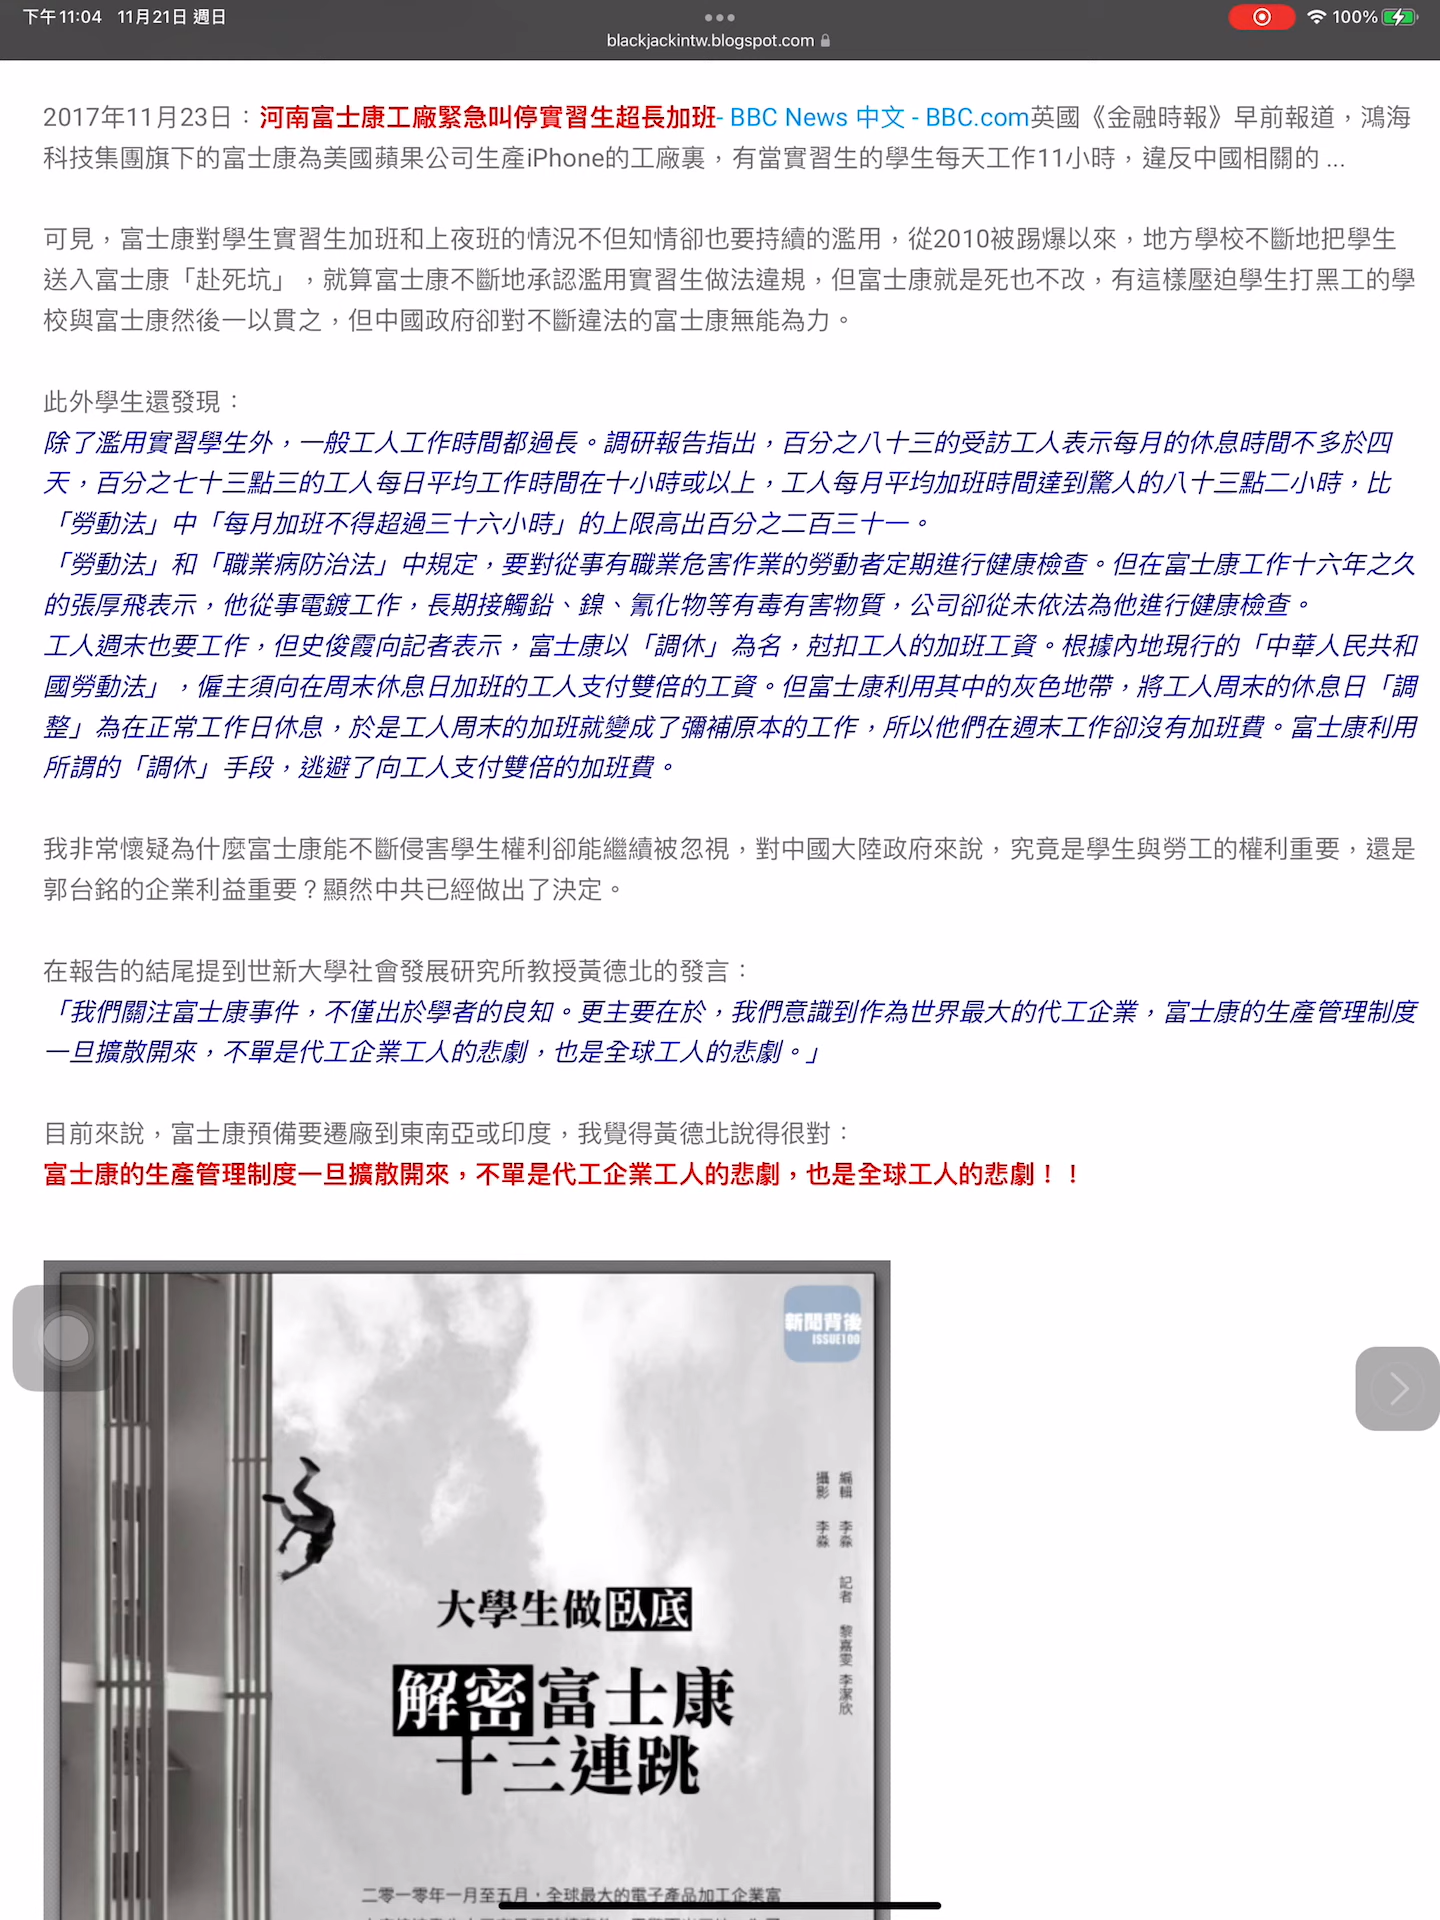 下午11:04 11月21日 週日
100%
blackjackintw.blogspot.com
2017年11月23日：河南富士康工廠緊急叫停實習生超長加班- BBC News 中文 - BBC.com英國《金融時報》早前報道，鴻海
科技集團旗下的富士康為美國蘋果公司生產iPhone的工廠裏，有當實習生的學生每天工作11小時，違反中國相關的 ...
可見，富士康對學生實習生加班和上夜班的情況不但知情卻也要持續的濫用，從2010被踢爆以來，地方學校不斷地把學生
送入富士康「赴死坑」，就算富士康不斷地承認濫用實習生做法違規，但富士康就是死也不改，有這樣壓迫學生打黑工的學
校與富士康然後一以貫之，但中國政府卻對不斷違法的富士康無能為力。
此外學生還發現：
除了濫用實習學生外，一般工人工作時間都過長。調研報告指出，百分之八十三的受訪工人表示每月的休息時間不多於四
天，百分之七十三點三的工人每日平均工作時間在十小時或以上，工人每月平均加班時間達到驚人的八十三點二小時，比
「勞動法」中「每月加班不得超過三十六小時」的上限高出百分之二百三十一。
「勞動法」和「職業病防治法」中規定，要對從事有職業危害作業的勞動者定期進行健康檢查。但在富士康工作十六年之久
的張厚飛表示，他從事電鍍工作，長期接觸鉛、鎳、氰化物等有毒有害物質，公司卻從未依法為他進行健康檢查。
工人週末也要工作，但史俊霞向記者表示，富士康以「調休」為名，尅扣工人的加班工資。根據內地現行的「中華人民共和
國勞動法」，僱主須向在周末休息日加班的工人支付雙倍的工資。但富士康利用其中的灰色地帶，將工人周末的休息日「調
整」為在正常工作日休息，於是工人周末的加班就變成了彌補原本的工作，所以他們在週末工作卻沒有加班費。富士康利用
所謂的「調休」手段，逃避了向工人支付雙倍的加班費。
我非常懷疑為什麼富士康能不斷侵害學生權利卻能繼續被忽視，對中國大陸政府來說，究竟是學生與勞工的權利重要，還是
郭台銘的企業利益重要？顯然中共已經做出了決定。
在報告的結尾提到世新大學社會發展研究所教授黃德北的發言：
「我們關注富士康事件，不僅出於學者的良知。更主要在於，我們意識到作為世界最大的代工企業，富士康的生產管理制度
一旦擴散開來，不單是代工企業工人的悲劇，也是全球工人的悲劇。」
目前來說，富士康預備要遷廠到東南亞或印度，我覺得黃德北說得很對：
富士康的生產管理制度一旦擴散開來，不單是代工企業工人的悲劇，也是全球工人的悲劇！！
新聞背後
ISSUE100
編輯 李淼 記者 黎嘉雯 李潔欣
攝影 李淼
大學生做臥底
解密富士康
十三連跳
二零一零年一月至五月，全球最大的電子產品加工企業富